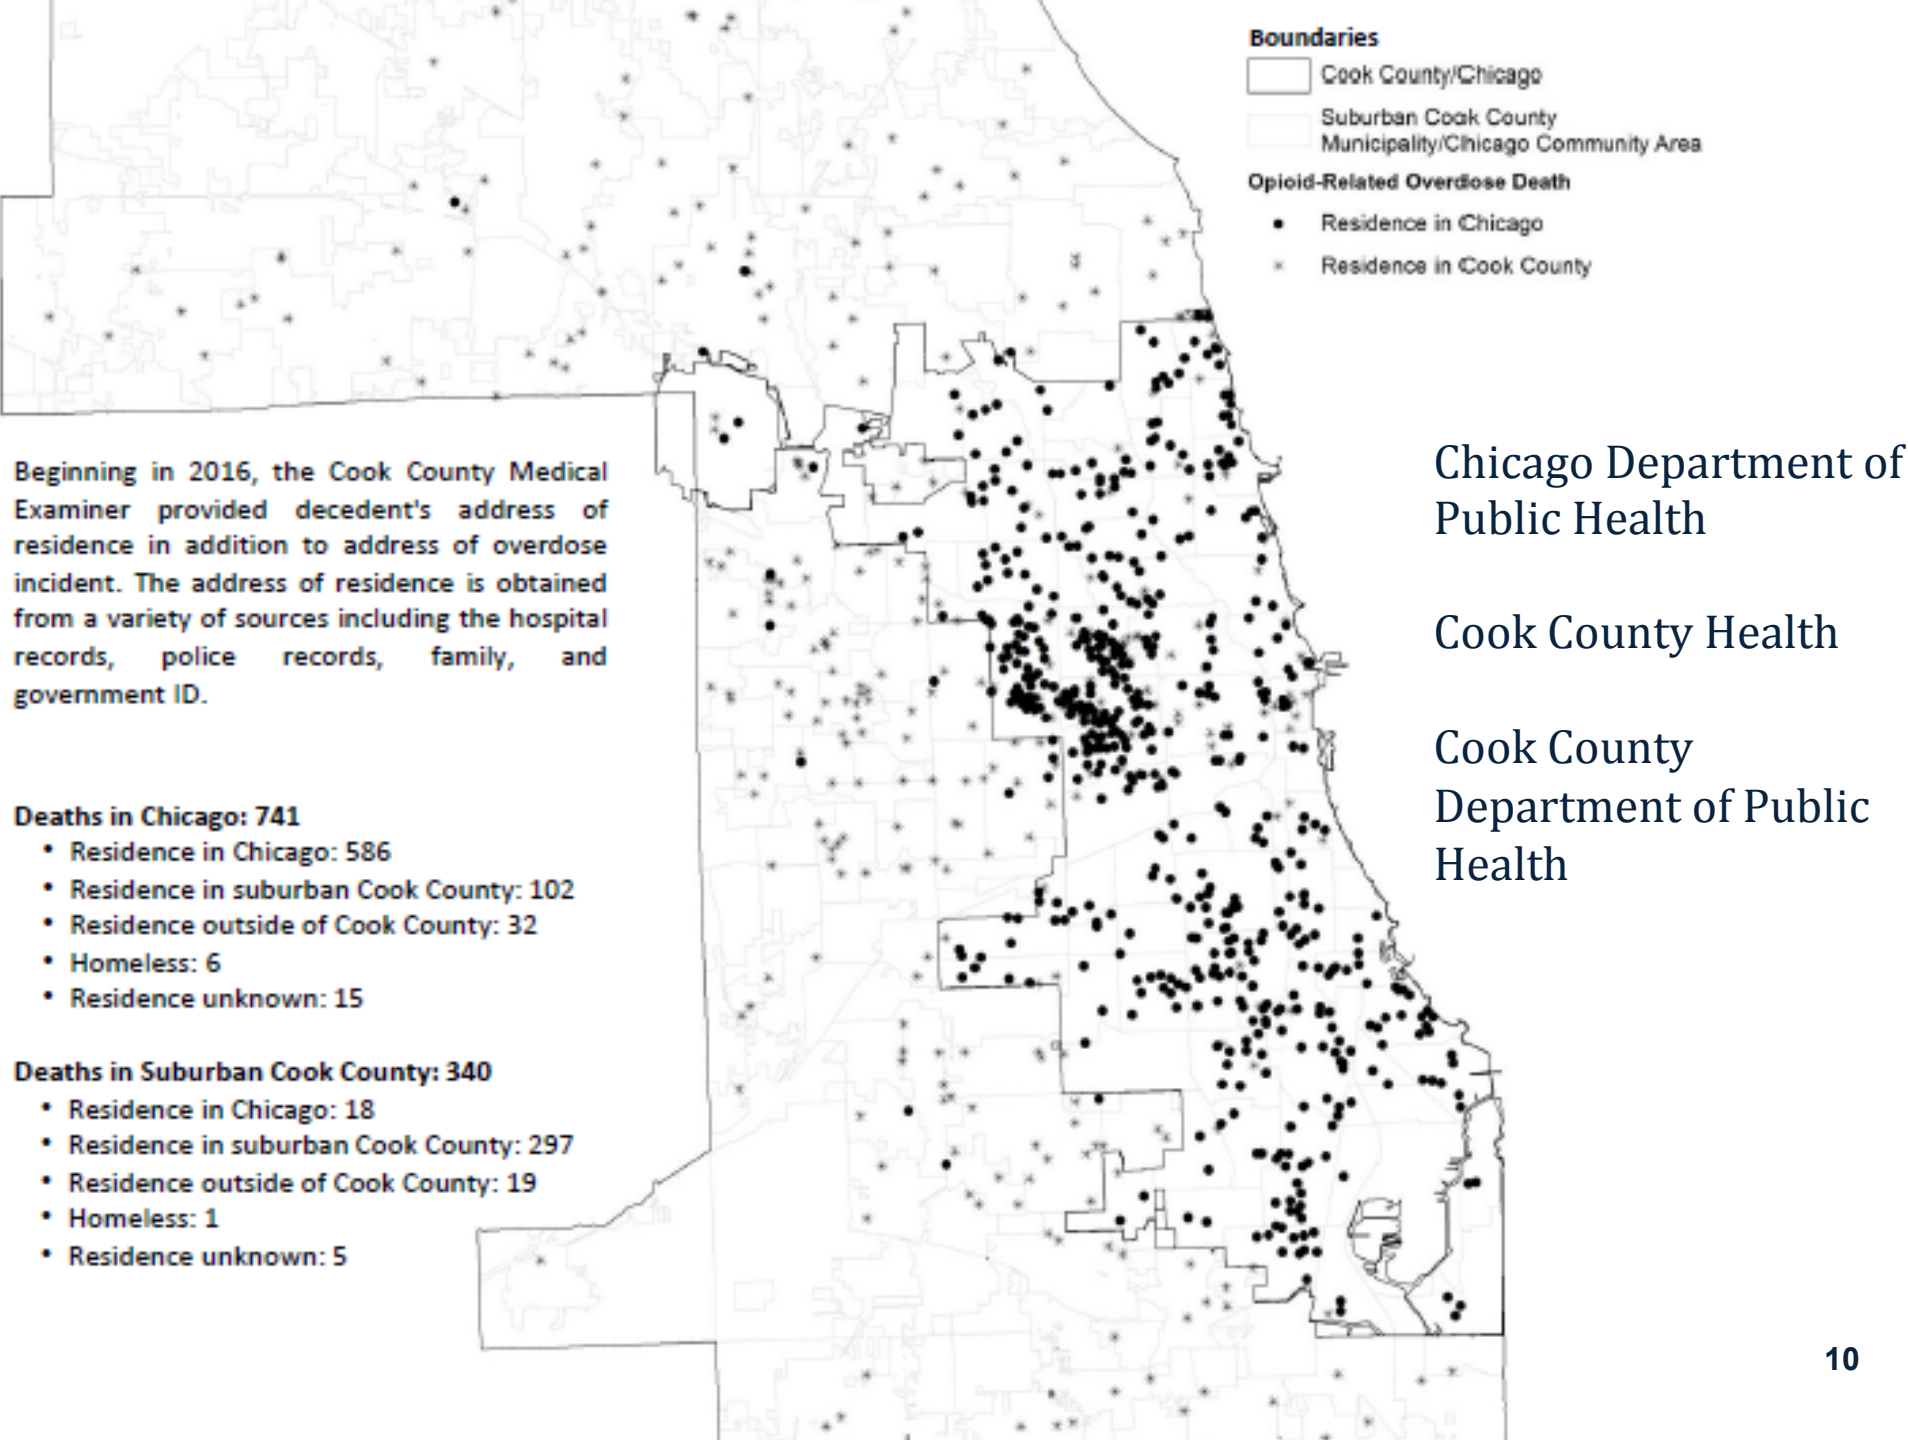 Boundaries
Cook County/Chicago
Suburban Cook County
Municipality/Chicago Community Area
Opioid-Related Overdose Death
Residence in Chicago
Residence in Cook County
Beginning in 2016, the Cook County Medical
Examiner provided decedent's address of
residence in addition to address of overdose
incident. The address of residence is obtained
from a variety of sources including the hospital
records, police records, family, and
government ID.
Deaths in Chicago: 741
• Residence in Chicago: 586
• Residence in suburban Cook County: 102
• Residence outside of Cook County: 32
• Homeless: 6
• Residence unknown: 15
Deaths in Suburban Cook County: 340
• Residence in Chicago: 18
• Residence in suburban Cook County: 297
• Residence outside of Cook County: 19
• Homeless: 1
• Residence unknown: 5
Chicago Department of
Public Health
Cook County Health
Cook County
Department of Public
Health
10